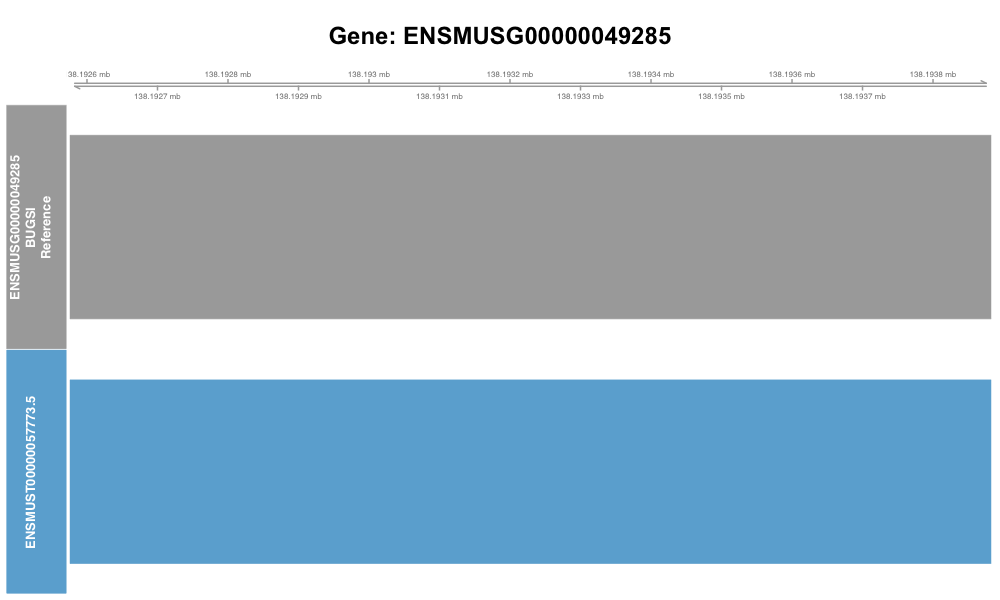 Gene: ENSMUSG00000049285
38.1926 mb 138.1928 mb 138.193 mb 138.1932 mb 138.1934 mb 138.1936 mb 138.1938 mb
138.1927 mb 138.1929 mb 138.1931 mb 138.1933 mb 138.1935 mb 138.1937 mb
ENSMUSG00000049285
BUGSI
Reference
ENSMUST00000057773.5